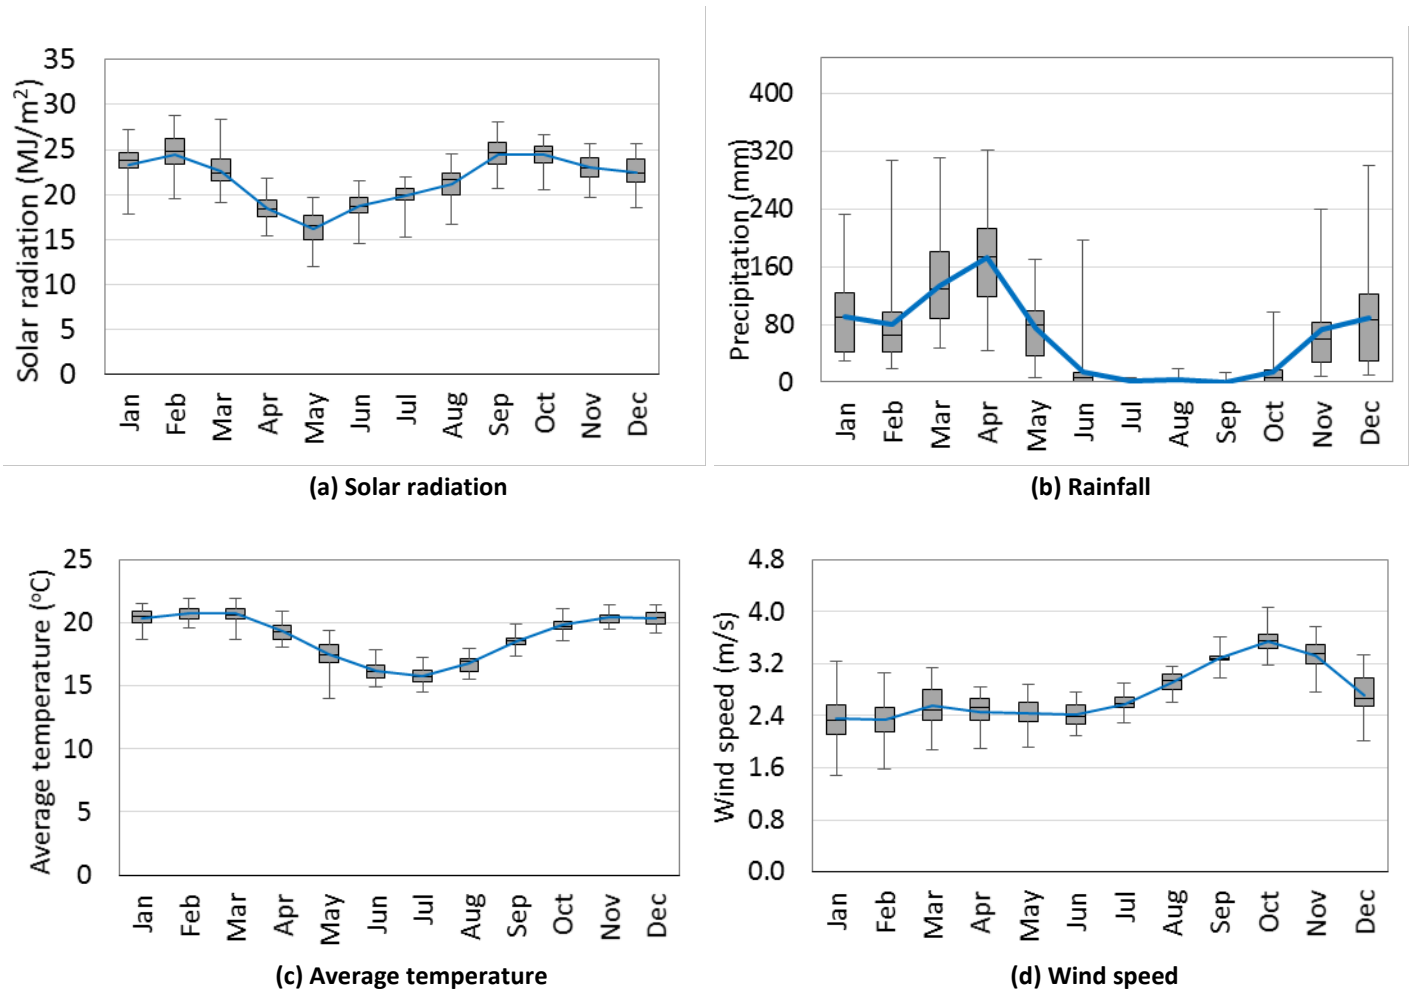 Solar radiation (MJ/m2)
35
30
25
20
15
10
5
0
Jan
Feb
Mar
Apr
May
Jun
Jul
Aug
Sep
Oct
Nov
Dec
(a) Solar radiation
Precipitation (mm)
400
320
240
160
80
0
Jan
Feb
Mar
Apr
May
Jun
Jul
Aug
Sep
Oct
Nov
Dec
(b) Rainfall
Average temperature (oC)
25
20
15
10
5
0
Jan
Feb
Mar
Apr
May
Jun
Jul
Aug
Sep
Oct
Nov
Dec
(c) Average temperature
Wind speed (m/s)
4.8
4.0
3.2
2.4
1.6
0.8
0.0
Jan
Feb
Mar
Apr
May
Jun
Jul
Aug
Sep
Oct
Nov
Dec
(d) Wind speed